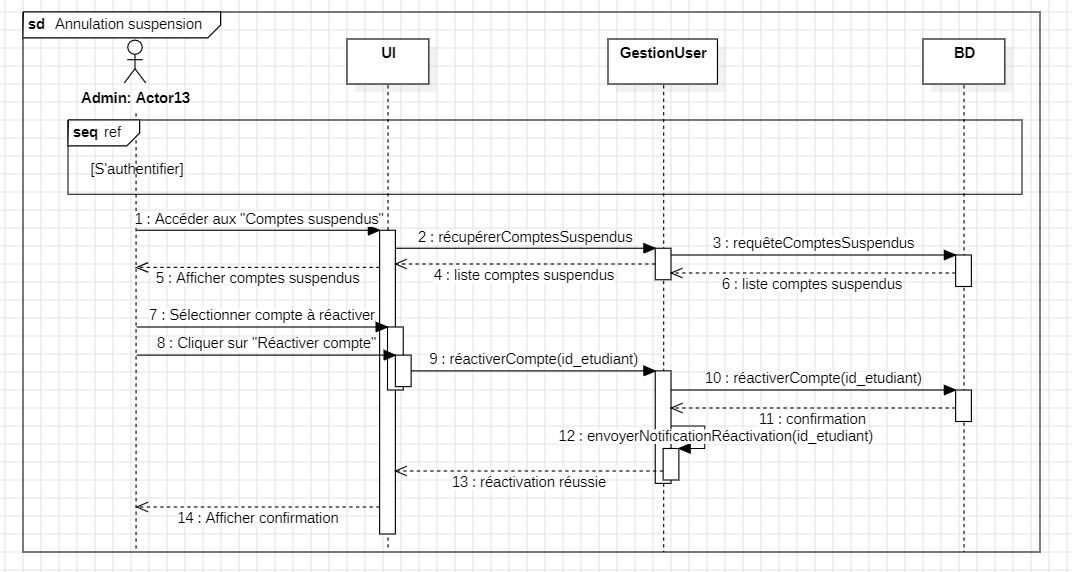 sd Annulation suspension
UI
GestionUser
BD
Admin: Actor13
seq ref
[S'authentifier]
1 : Accéder aux "Comptes suspendus"
2 : récupérerComptesSuspendus
3 : requêteComptesSuspendus
4 : liste comptes suspendus
5 : Afficher comptes suspendus
6 : liste comptes suspendus
7 : Sélectionner compte à réactiver
8 : Cliquer sur "Réactiver compte"
9 : réactiverCompte(id_etudiant)
10 : réactiverCompte(id_etudiant)
11 : confirmation
12 : envoyerNotificationRéactivation(id_etudiant)
13 : réactivation réussie
14 : Afficher confirmation